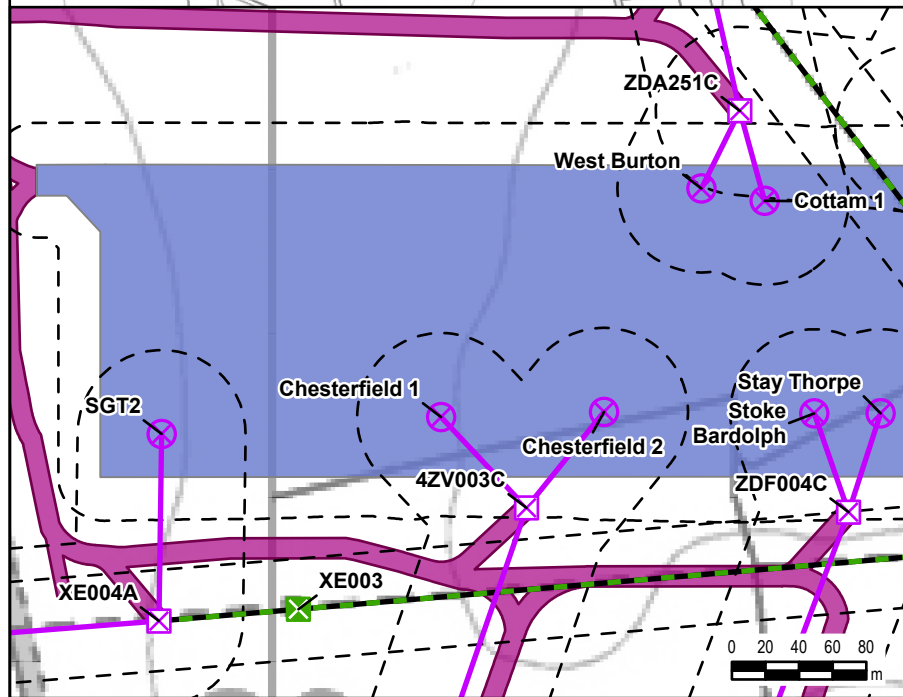 ZDA251C
West Burton
Cottam 1
SGT2
Chesterfield 1
Chesterfield 2
Stay Thorpe
Stoke
Bardolph
4ZV003C
ZDF004C
XE004A
XE003
0 20 40 60 80
m